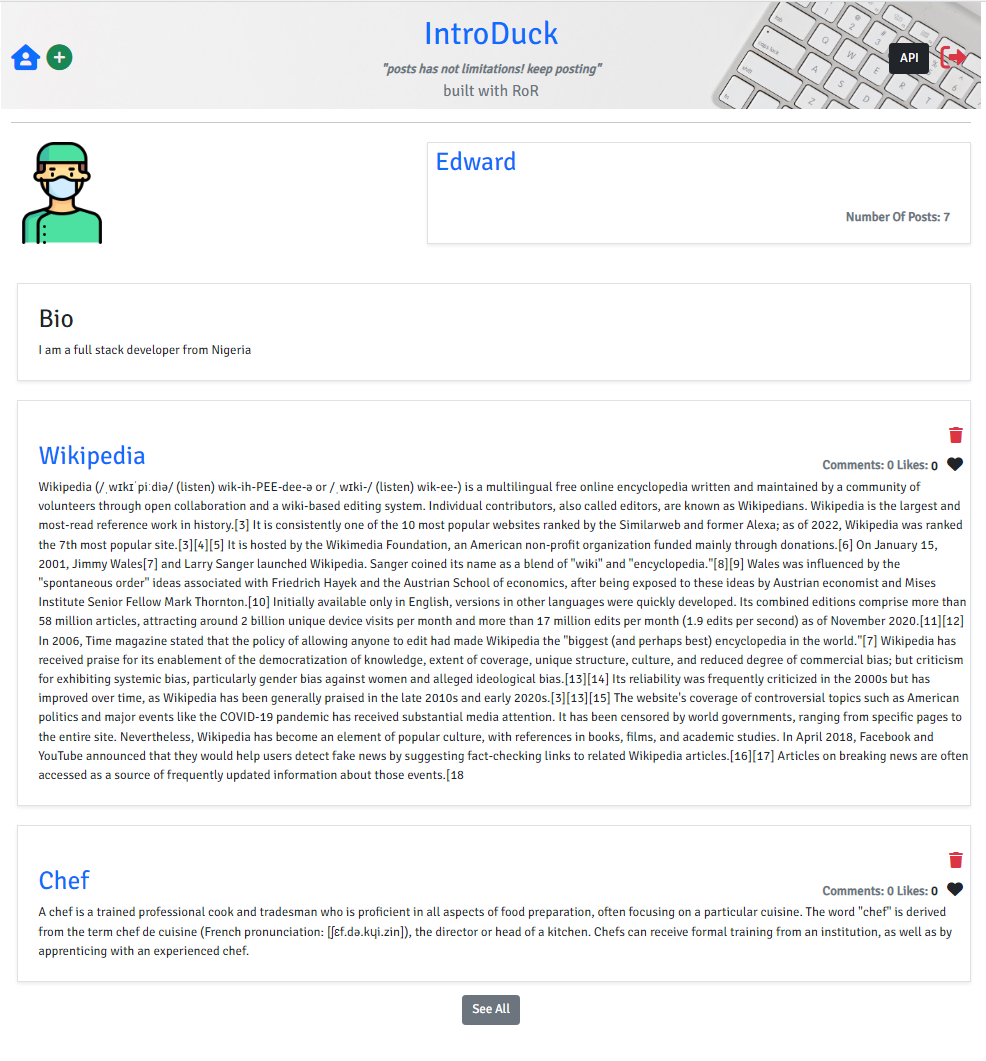 IntroDuck
"posts has not limitations! keep posting"
built with RoR
API
Edward
Number Of Posts: 7
Bio
I am a full stack developer from Nigeria
Wikipedia
Comments: 0 Likes: 0
Wikipedia (/ˌwɪkɪˈpiːdiə/ (listen) wik-ih-PEE-dee-ə or /ˌwɪki-/ (listen) wik-ee-) is a multilingual free online encyclopedia written and maintained by a community of
volunteers through open collaboration and a wiki-based editing system. Individual contributors, also called editors, are known as Wikipedians. Wikipedia is the largest and
most-read reference work in history.[3] It is consistently one of the 10 most popular websites ranked by the Similarweb and former Alexa; as of 2022, Wikipedia was ranked
the 7th most popular site.[3][4][5] It is hosted by the Wikimedia Foundation, an American non-profit organization funded mainly through donations.[6] On January 15,
2001, Jimmy Wales[7] and Larry Sanger launched Wikipedia. Sanger coined its name as a blend of "wiki" and "encyclopedia."[8][9] Wales was influenced by the
"spontaneous order" ideas associated with Friedrich Hayek and the Austrian School of economics, after being exposed to these ideas by Austrian economist and Mises
Institute Senior Fellow Mark Thornton.[10] Initially available only in English, versions in other languages were quickly developed. Its combined editions comprise more than
58 million articles, attracting around 2 billion unique device visits per month and more than 17 million edits per month (1.9 edits per second) as of November 2020.[11][12]
In 2006, Time magazine stated that the policy of allowing anyone to edit had made Wikipedia the "biggest (and perhaps best) encyclopedia in the world."[7] Wikipedia has
received praise for its enablement of the democratization of knowledge, extent of coverage, unique structure, culture, and reduced degree of commercial bias; but criticism
for exhibiting systemic bias, particularly gender bias against women and alleged ideological bias.[13][14] Its reliability was frequently criticized in the 2000s but has
improved over time, as Wikipedia has been generally praised in the late 2010s and early 2020s.[3][13][15] The website's coverage of controversial topics such as American
politics and major events like the COVID-19 pandemic has received substantial media attention. It has been censored by world governments, ranging from specific pages to
the entire site. Nevertheless, Wikipedia has become an element of popular culture, with references in books, films, and academic studies. In April 2018, Facebook and
YouTube announced that they would help users detect fake news by suggesting fact-checking links to related Wikipedia articles.[16][17] Articles on breaking news are often
accessed as a source of frequently updated information about those events.[18
Chef
Comments: 0 Likes: 0
A chef is a trained professional cook and tradesman who is proficient in all aspects of food preparation, often focusing on a particular cuisine. The word "chef" is derived
from the term chef de cuisine (French pronunciation: [ʃɛf.də.kɥi.zin]), the director or head of a kitchen. Chefs can receive formal training from an institution, as well as by
apprenticing with an experienced chef.
See All